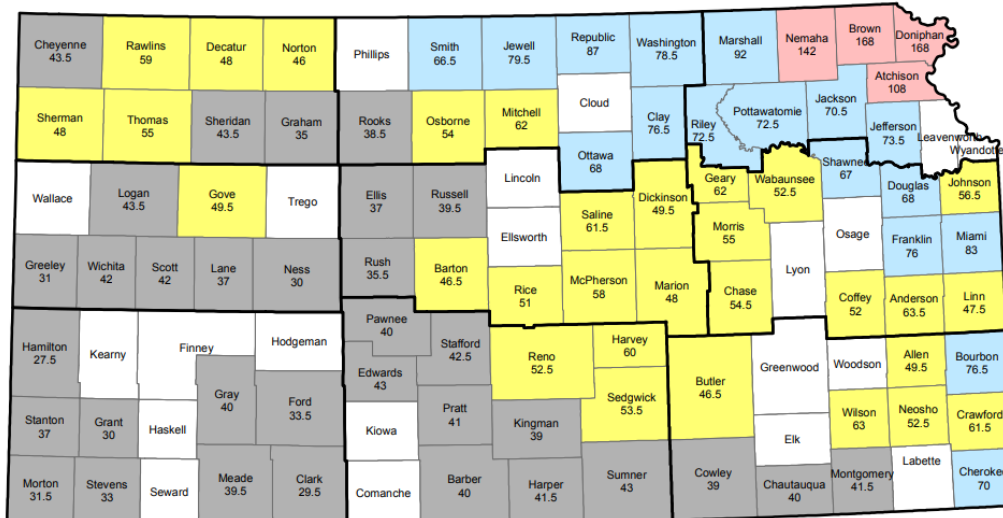 Cheyenne
43.5
Rawlins
59
Decatur
48
Norton
46
Phillips
Smith
66.5
Jewell
79.5
Republic
87
Washington
78.5
Marshall
92
Nemaha
142
Brown
168
Doniphan
168
Atchison
108
Sherman
48
Thomas
55
Sheridan
43.5
Graham
35
Rooks
38.5
Osborne
54
Mitchell
62
Cloud
Clay
76.5
Riley
72.5
Pottawatomie
72.5
Jackson
70.5
Jefferson
73.5
Leavenworth
Wyandotte
Ottawa
68
Wallace
Logan
43.5
Gove
49.5
Trego
Ellis
37
Russell
39.5
Lincoln
Saline
61.5
Dickinson
49.5
Geary
62
Wabaunsee
52.5
Shawnee
67
Douglas
68
Johnson
56.5
Ellsworth
Morris
55
Osage
Lyon
Franklin
76
Miami
83
Greeley
31
Wichita
42
Scott
42
Lane
37
Ness
30
Rush
35.5
Barton
46.5
Rice
51
McPherson
58
Marion
48
Chase
54.5
Coffey
52
Anderson
63.5
Linn
47.5
Hamilton
27.5
Kearny
Finney
Hodgeman
Pawnee
40
Stafford
42.5
Edwards
43
Reno
52.5
Harvey
60
Butler
46.5
Greenwood
Woodson
Allen
49.5
Bourbon
76.5
Gray
40
Ford
33.5
Sedgwick
53.5
Stanton
37
Grant
30
Haskell
Kiowa
Pratt
41
Kingman
39
Elk
Wilson
63
Neosho
52.5
Crawford
61.5
Morton
31.5
Stevens
33
Seward
Meade
39.5
Clark
29.5
Comanche
Barber
40
Harper
41.5
Sumner
43
Cowley
39
Chautauqua
40
Montgomery
41.5
Labette
Cherokee
70